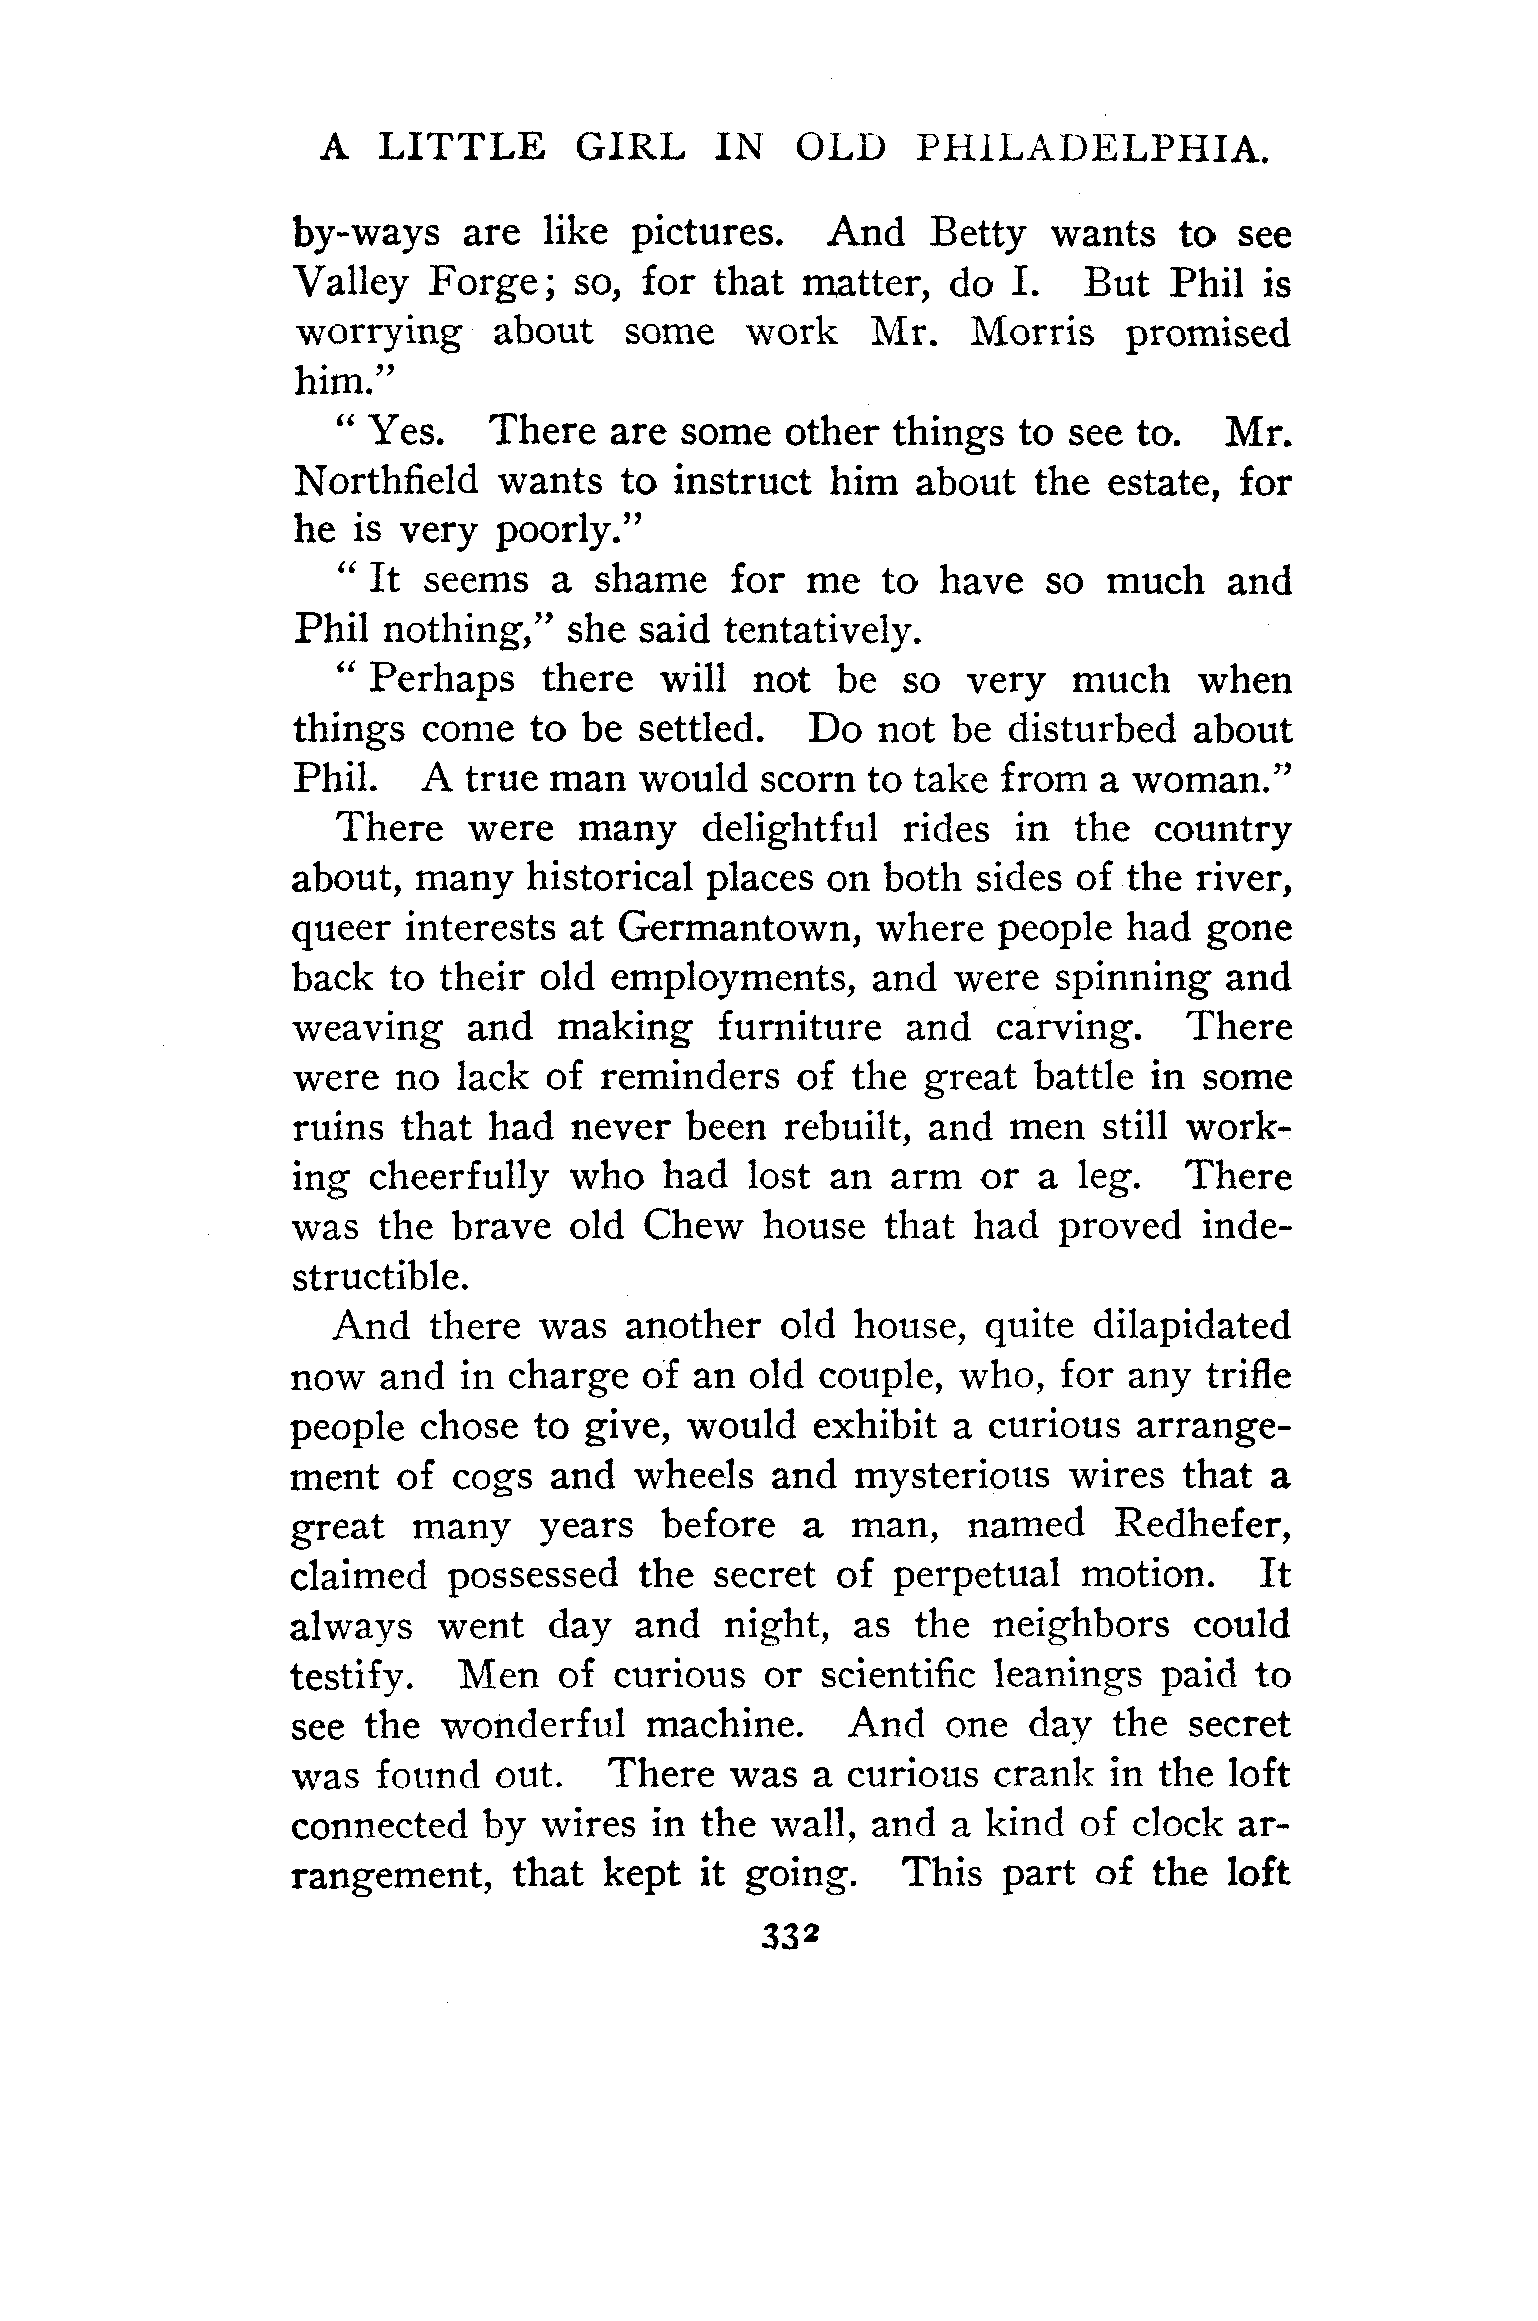 A LITTLE GIRL IN OLD PHILADELPHIA.
by-ways are like pictures. And Betty wants to see
Valley Forge; so, for that matter, do I. But Phil is
worrying about some work Mr. Morris promised
him.”
“ Yes. There are some other things to see to. Mr.
Northfield wants to instruct him about the estate, for
he is very poorly.”
“ It seems a shame for me to have so much and
Phil nothing,” she said tentatively.
“ Perhaps there will not be so very much when
things come to be settled. Do not be disturbed about
Phil. A true man would scorn to take from a woman.”
There were many delightful rides in the country
about, many historical places on both sides of the river,
queer interests at Germantown, where people had gone
back to their old employments, and were spinning and
weaving and making furniture and carving. There
were no lack of reminders of the great battle in some
ruins that had never been rebuilt, and men still work-
ing cheerfully who had lost an arm or a leg. There
was the brave old Chew house that had proved inde-
structible.
And there was another old house, quite dilapidated
now and in charge of an old couple, who, for any trifle
people chose to give, would exhibit a curious arrange-
ment of cogs and wheels and mysterious wires that a
great many years before a man, named Redhefer,
claimed possessed the secret of perpetual motion. It
always went day and night, as the neighbors could
testify. Men of curious or scientific leanings paid to
see the wonderful machine. And one day the secret
was found out. There was a curious crank in the loft
connected by wires in the wall, and a kind of clock ar-
rangement, that kept it going. This part of the loft
332